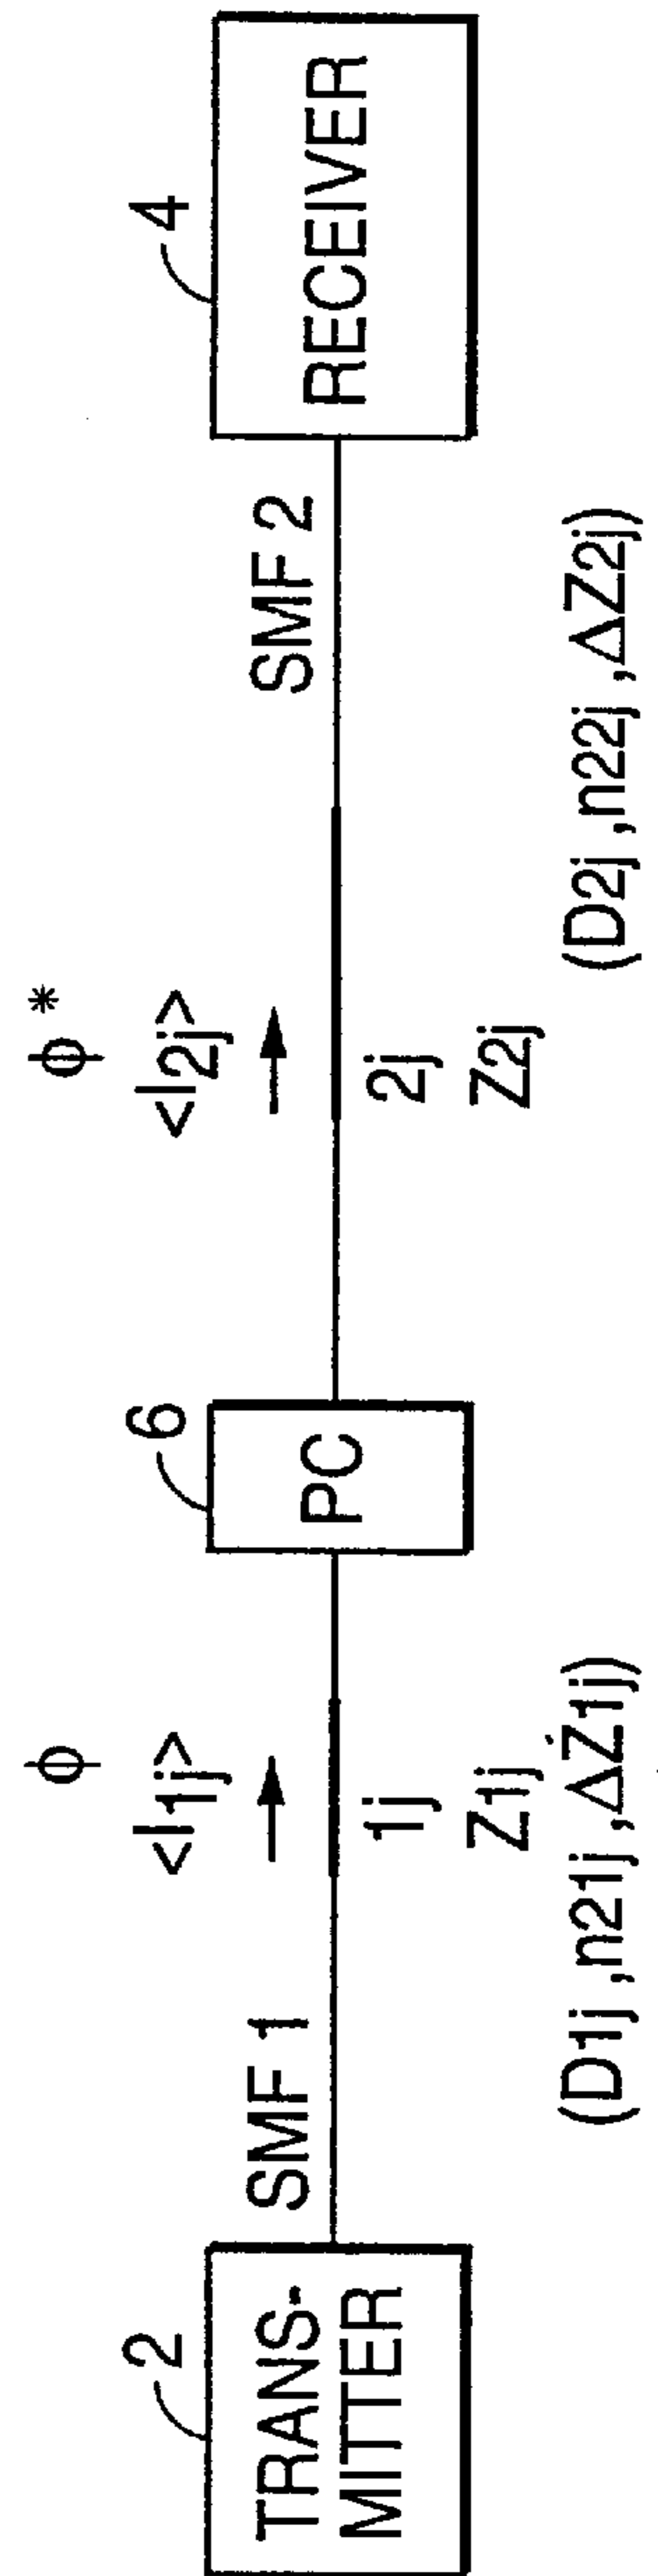 2
TRANS-
MITTER
SMF 1
ϕ
<I1j>
1j
Z1j
(D1j ,n21j ,ΔZ1j)
6
PC
ϕ*
<I2j>
2j
Z2j
(D2j ,n22j ,ΔZ2j)
SMF 2
4
RECEIVER